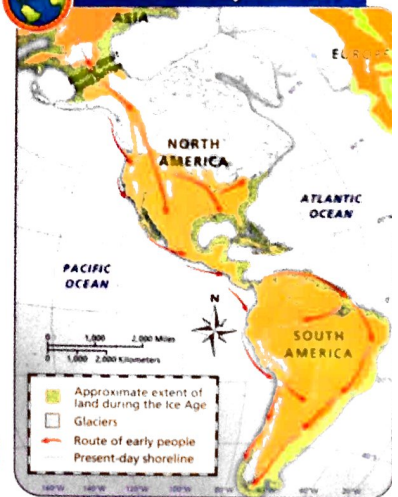 ASIA
EUROPE
NORTH
AMERICA
ATLANTIC
OCEAN
PACIFIC
OCEAN
N
0 1,000 2,000 Miles
0 1,000 2,000 Kilometers
SOUTH
AMERICA
Approximate extent of
land during the Ice Age
Glaciers
Route of early people
Present-day shoreline